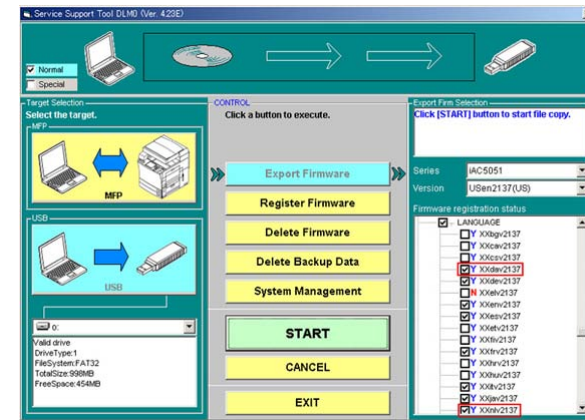 Service Support Tool DLM0 (Ver. 4.23E)
Normal
Special
Target Selection
Select the target.
MFP
MFP
USB
USB
o:
Valid drive
DriveType:1
FileSystem:FAT32
TotalSize:998MB
FreeSpace:454MB
CONTROL
Click a button to execute.
Export Firmware
Register Firmware
Delete Firmware
Delete Backup Data
System Management
START
CANCEL
EXIT
Export Firm Selection
Click [START] button to start file copy.
Series iAC5051
Version USen2137(US)
Firmware registration status
LANGUAGE
Y XXbgv2137
Y XXcav2137
Y XXcsv2137
Y XXdav2137
Y XXdev2137
N XXelv2137
Y XXenv2137
Y XXesv2137
Y XXetv2137
Y XXfiv2137
Y XXfrv2137
Y XXhrv2137
Y XXhuv2137
Y XXitv2137
Y XXjav2137
Y XXnlv2137